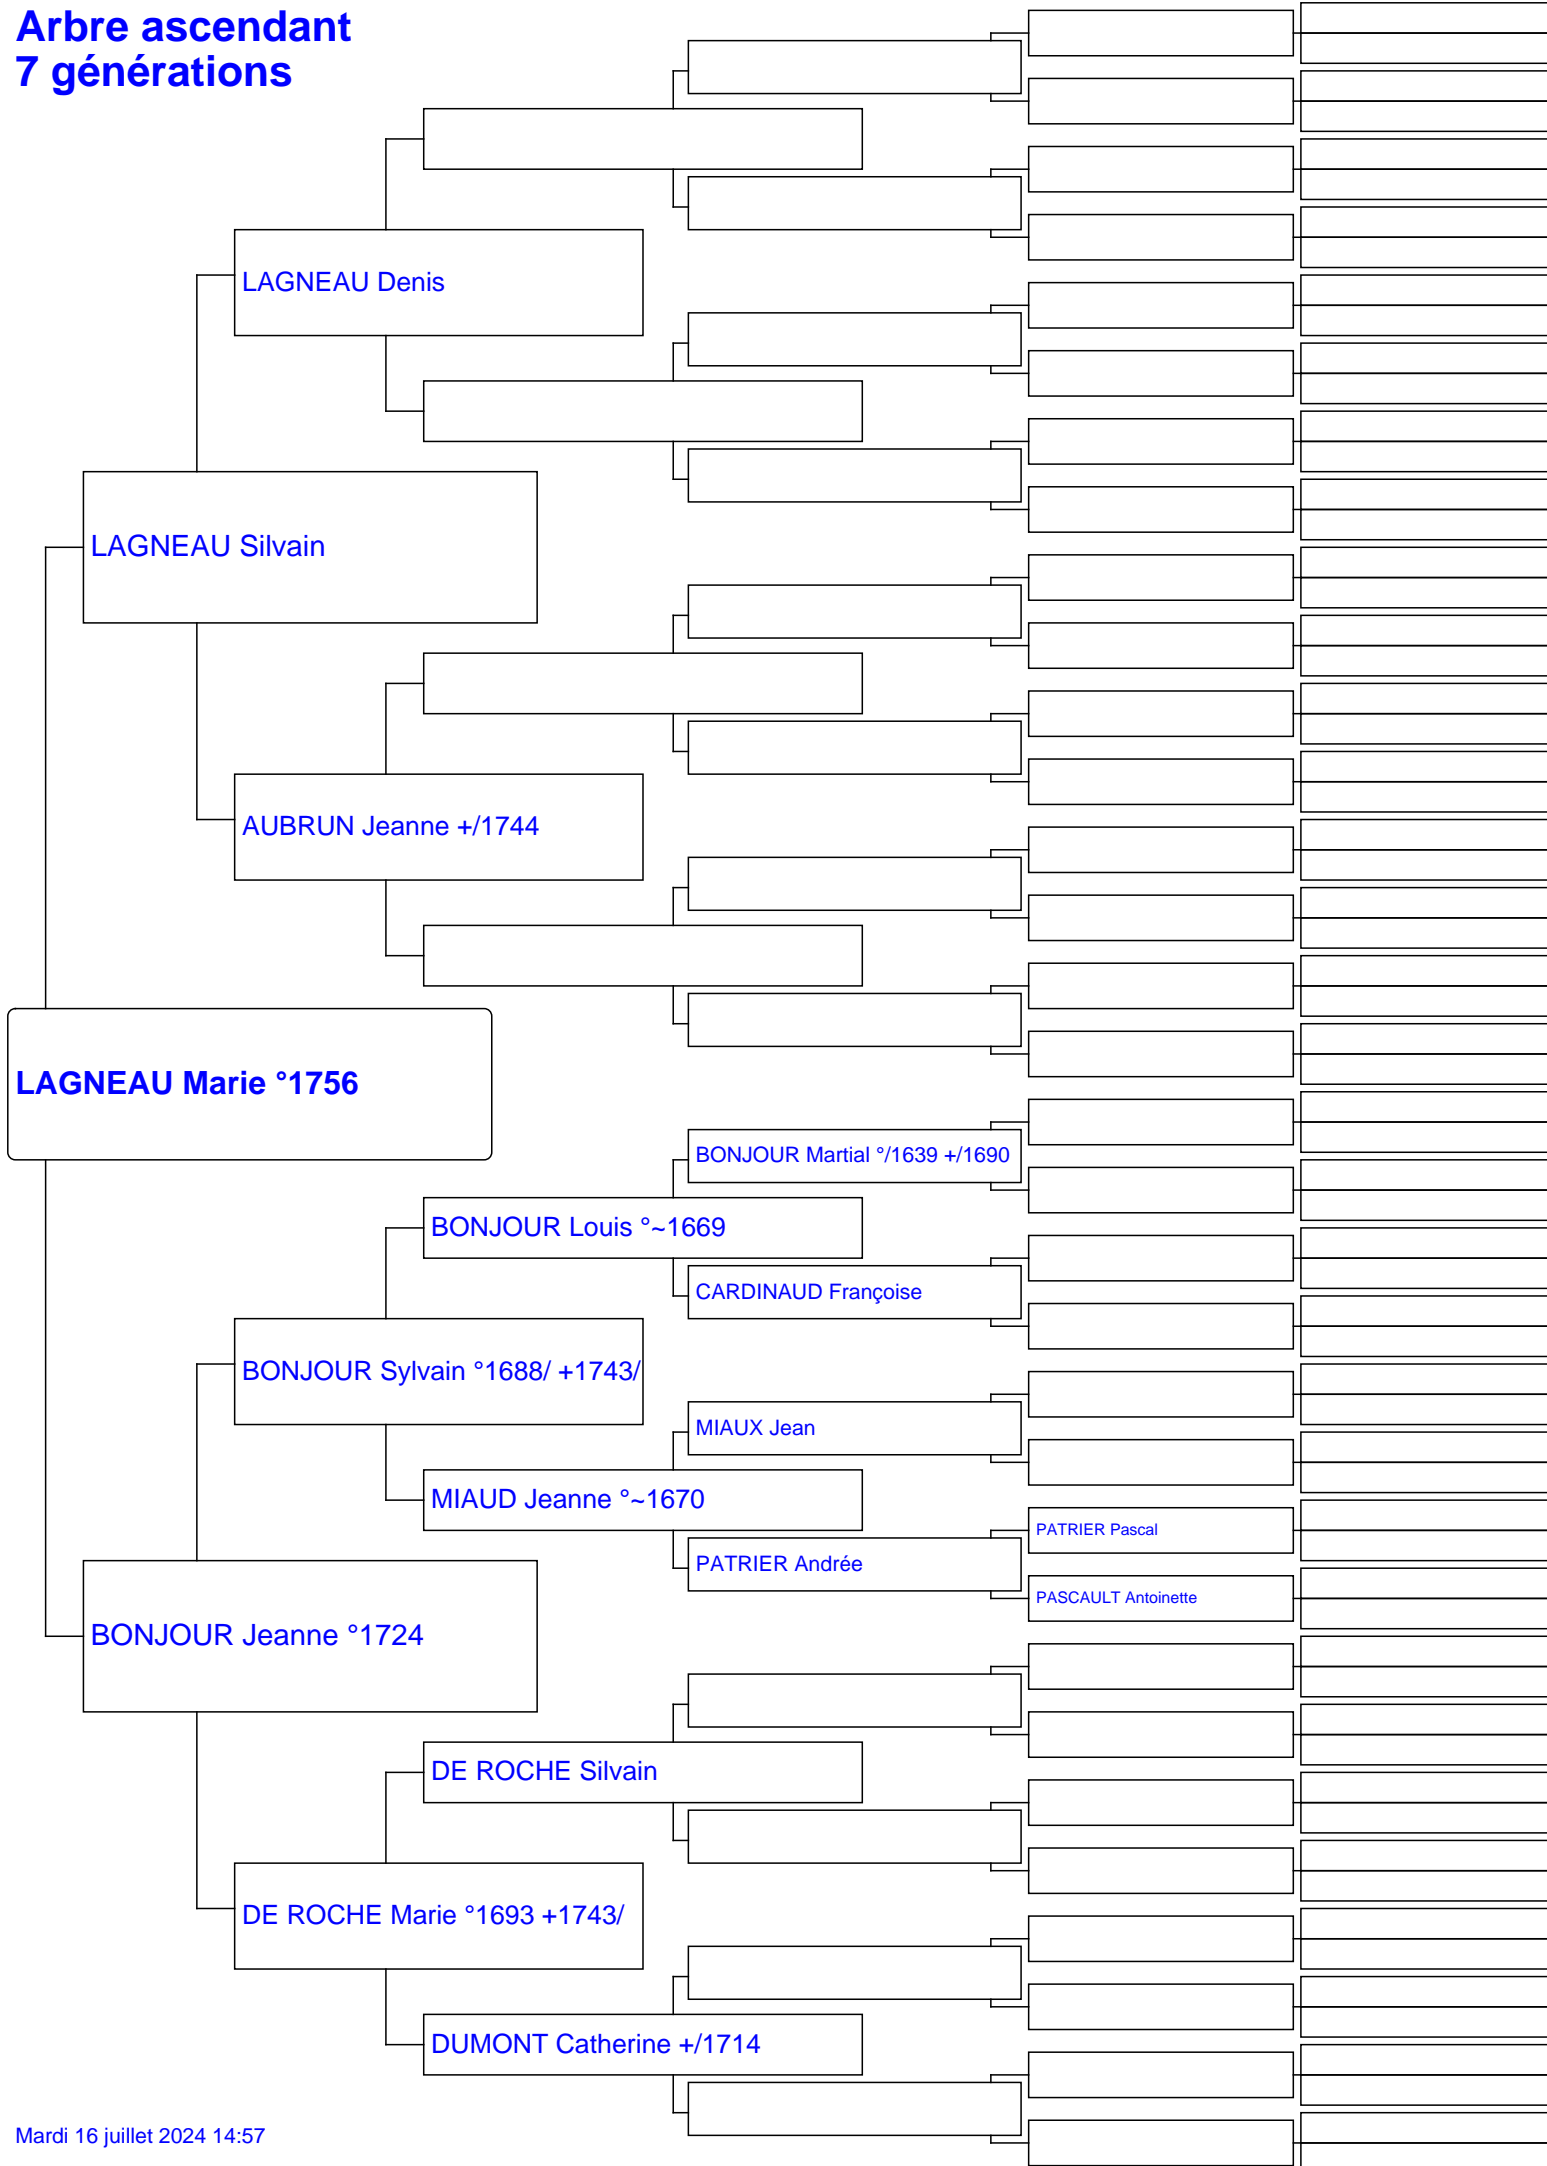 Arbre ascendant
7 générations
LAGNEAU Denis
LAGNEAU Silvain
AUBRUN Jeanne +/1744
LAGNEAU Marie °1756
BONJOUR Martial °/1639 +/1690
BONJOUR Louis °~1669
CARDINAUD Françoise
BONJOUR Sylvain °1688/ +1743/
MIAUX Jean
MIAUD Jeanne °~1670
PATRIER Pascal
PATRIER Andrée
PASCAULT Antoinette
BONJOUR Jeanne °1724
DE ROCHE Silvain
DE ROCHE Marie °1693 +1743/
DUMONT Catherine +/1714
Mardi 16 juillet 2024 14:57